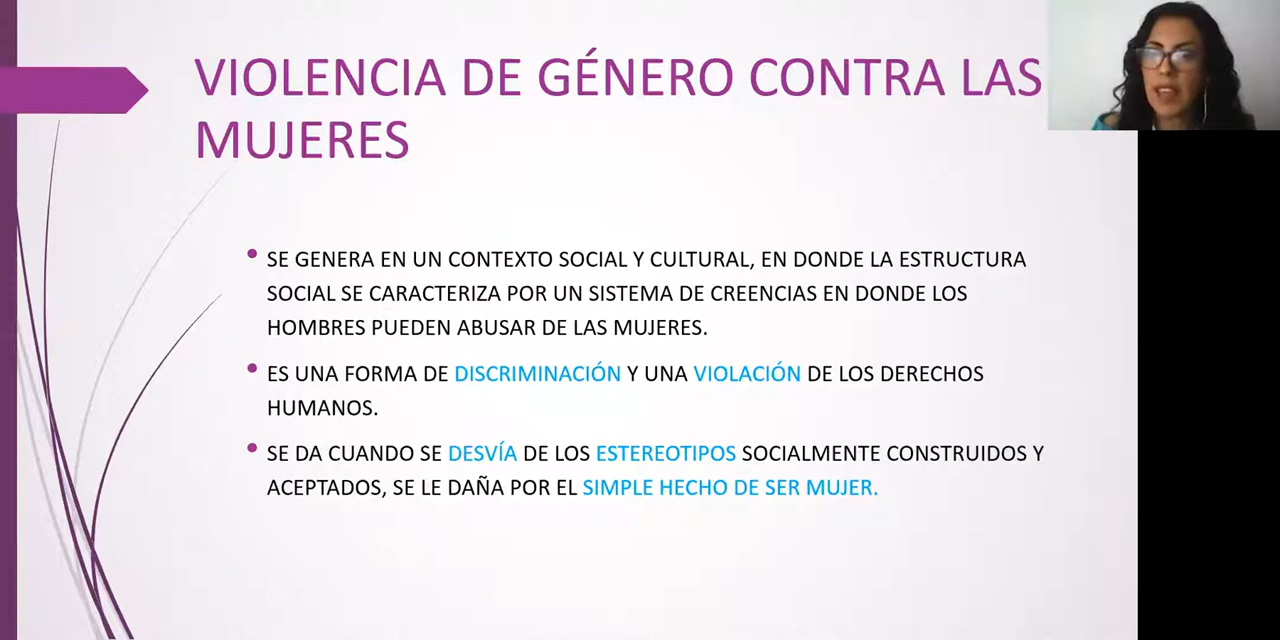 VIOLENCIA DE GÉNERO CONTRA LAS
MUJERES
• SE GENERA EN UN CONTEXTO SOCIAL Y CULTURAL, EN DONDE LA ESTRUCTURA
SOCIAL SE CARACTERIZA POR UN SISTEMA DE CREENCIAS EN DONDE LOS
HOMBRES PUEDEN ABUSAR DE LAS MUJERES.
• ES UNA FORMA DE DISCRIMINACIÓN Y UNA VIOLACIÓN DE LOS DERECHOS
HUMANOS.
• SE DA CUANDO SE DESVÍA DE LOS ESTEREOTIPOS SOCIALMENTE CONSTRUIDOS Y
ACEPTADOS, SE LE DAÑA POR EL SIMPLE HECHO DE SER MUJER.